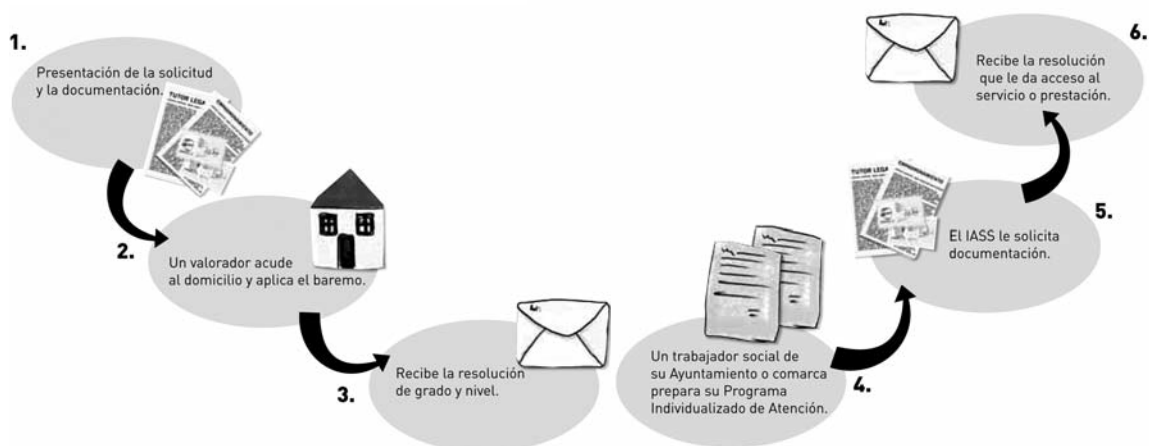 1.
Presentación de la solicitud
y la documentación.
TUTOR LEGA
2.
Un valorador acude
al domicilio y aplica el baremo.
3.
Recibe la resolución
de grado y nivel.
Un trabajador social de
su Ayuntamiento o comarca
prepara su Programa
Individualizado de Atención.
4.
TUTOR LEGA
5.
El IASS le solicita
documentación.
6.
Recibe la resolución
que le da acceso al
servicio o prestación.